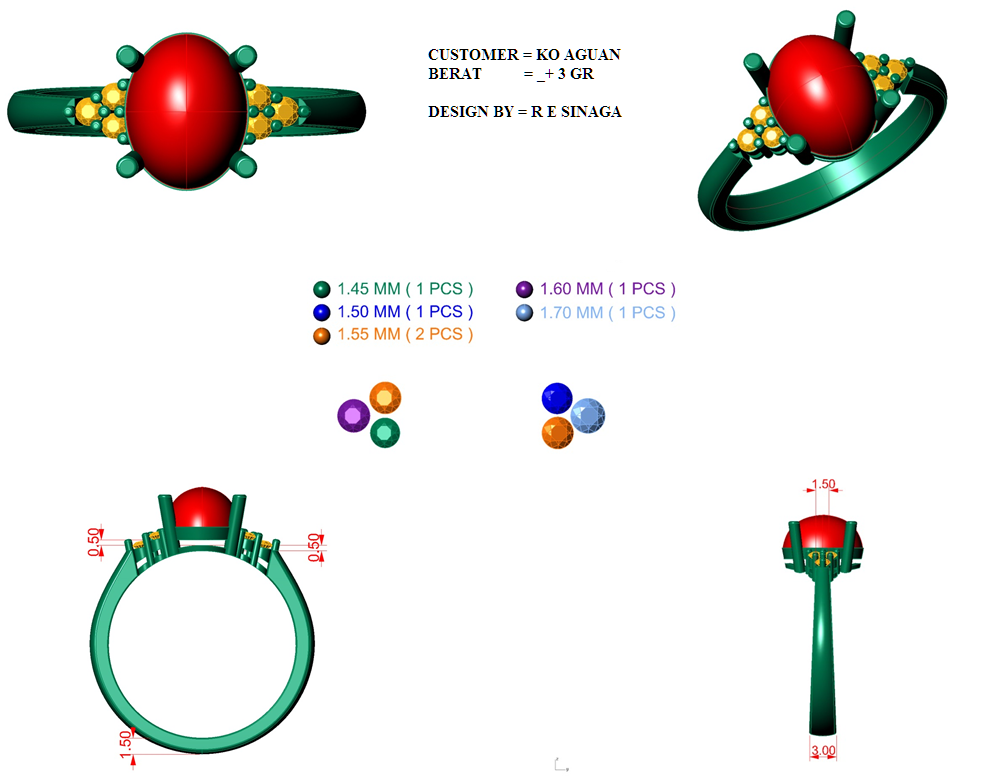 CUSTOMER = KO AGUAN
BERAT = _+ 3 GR
DESIGN BY = R E SINAGA
1.45 MM ( 1 PCS )
1.50 MM ( 1 PCS )
1.55 MM ( 2 PCS )
1.60 MM ( 1 PCS )
1.70 MM ( 1 PCS )
0.50
0.50
1.50
1.50
3.00